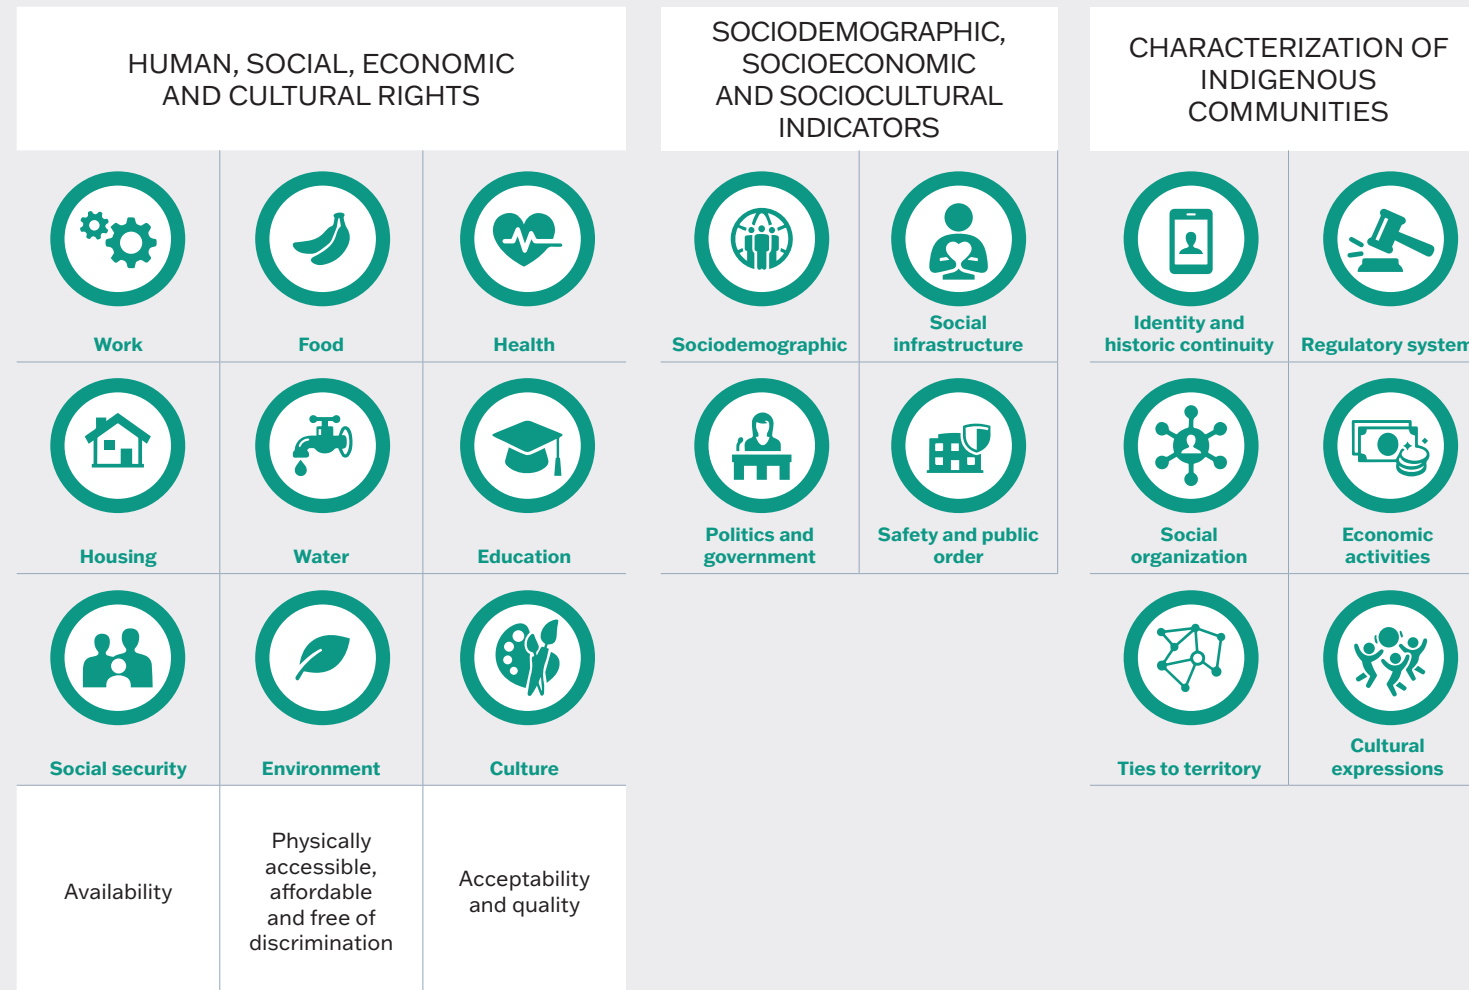 HUMAN, SOCIAL, ECONOMIC
AND CULTURAL RIGHTS
Work
Food
Health
Housing
Water
Education
Social security
Environment
Culture
Availability
Physically
accessible,
affordable
and free of
discrimination
Acceptability
and quality
SOCIODEMOGRAPHIC,
SOCIOECONOMIC
AND SOCIOCULTURAL
INDICATORS
Sociodemographic
Social
infrastructure
Politics and
government
Safety and public
order
CHARACTERIZATION OF
INDIGENOUS
COMMUNITIES
Identity and
historic continuity
Regulatory system
Social
organization
Economic
activities
Ties to territory
Cultural
expressions